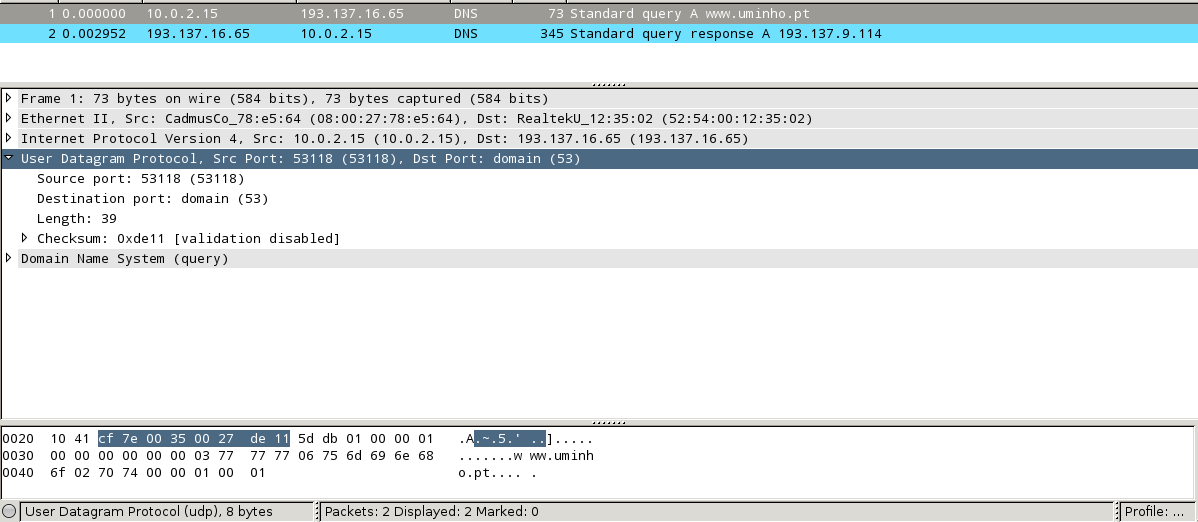 1 0.000000 10.0.2.15 193.137.16.65 DNS 73 Standard query A www.uminho.pt
2 0.002952 193.137.16.65 10.0.2.15 DNS 345 Standard query response A 193.137.9.114
Frame 1: 73 bytes on wire (584 bits), 73 bytes captured (584 bits)
Ethernet II, Src: CadmusCo_78:e5:64 (08:00:27:78:e5:64), Dst: RealtekU_12:35:02 (52:54:00:12:35:02)
Internet Protocol Version 4, Src: 10.0.2.15 (10.0.2.15), Dst: 193.137.16.65 (193.137.16.65)
User Datagram Protocol, Src Port: 53118 (53118), Dst Port: domain (53)
Source port: 53118 (53118)
Destination port: domain (53)
Length: 39
Checksum: 0xde11 [validation disabled]
Domain Name System (query)
0020 10 41 cf 7e 00 35 00 27 de 11 5d db 01 00 00 01 .A.~.5.' ..].....
0030 00 00 00 00 00 00 03 77 77 77 06 75 6d 69 6e 68 .......w ww.uminh
0040 6f 02 70 74 00 00 01 00 01 o.pt.... .
User Datagram Protocol (udp), 8 bytes Packets: 2 Displayed: 2 Marked: 0 Profile: ...